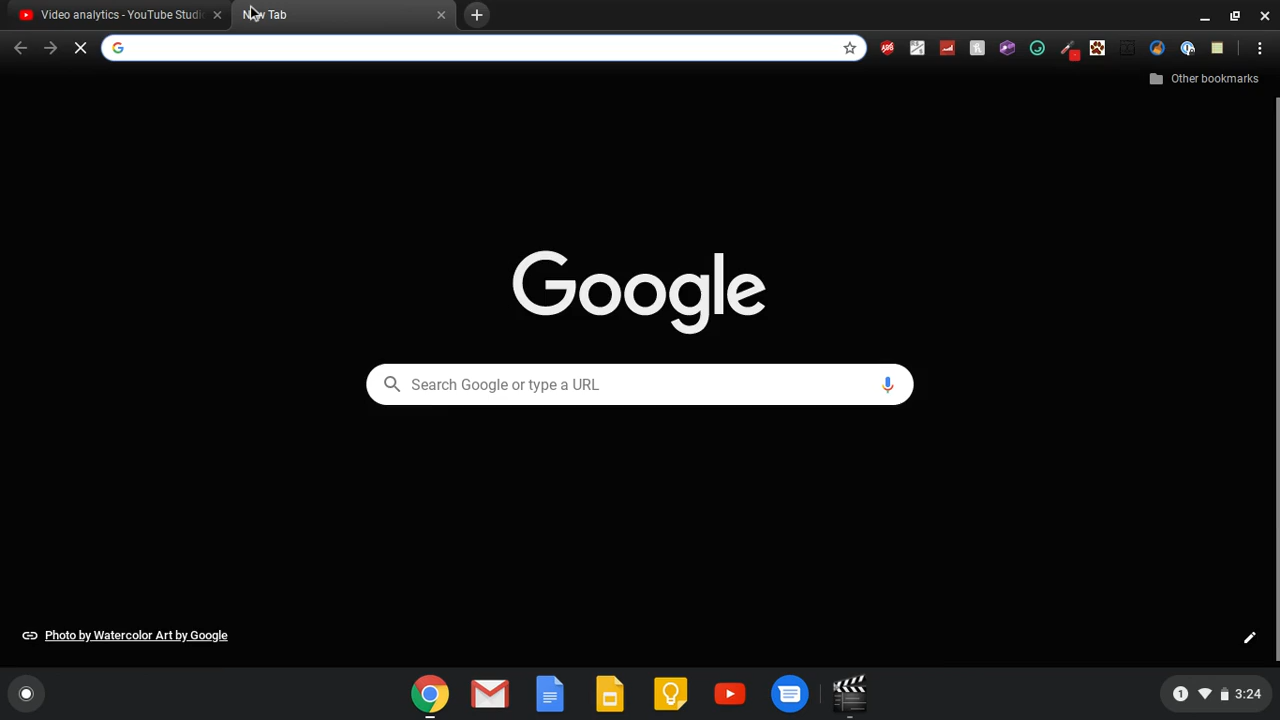 Video analytics - YouTube Studi
New Tab
Other bookmarks
Google
Search Google or type a URL
Photo by Watercolor Art by Google
1
3:24